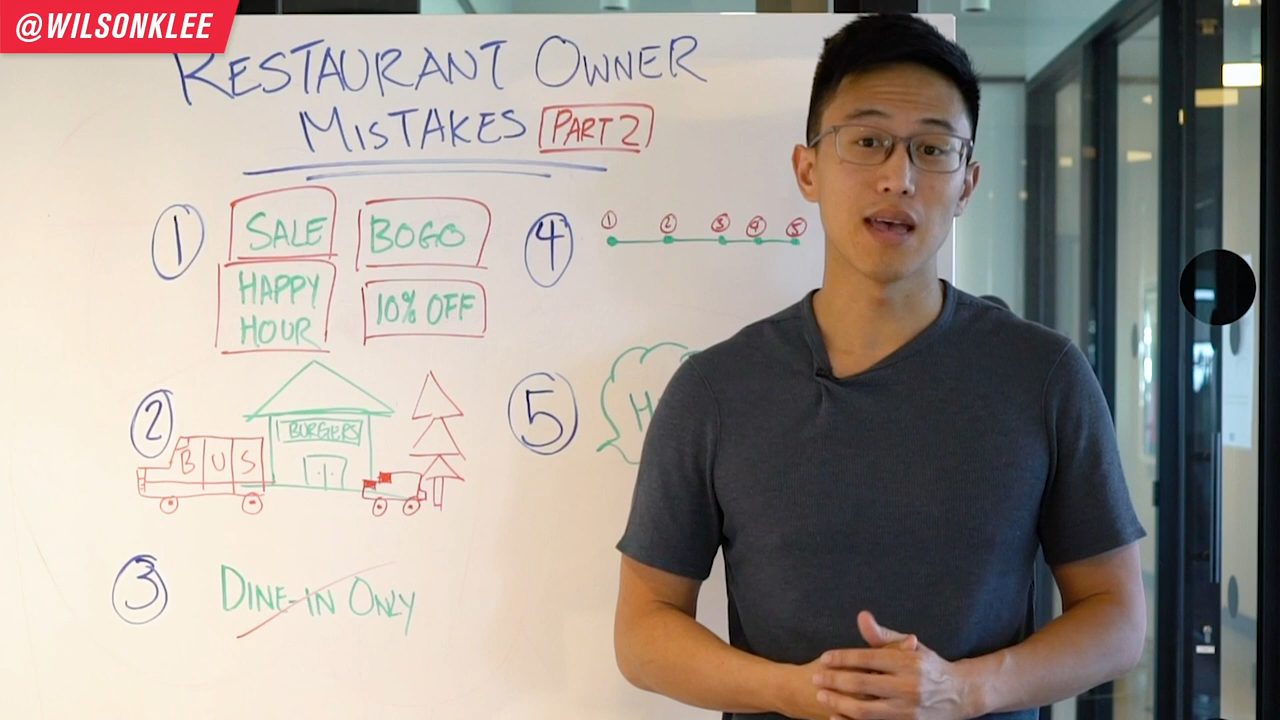 @WILSONKLEE
RESTAURANT OWNER
MISTAKES PART 2
1
SALE
BOGO
HAPPY
HOUR
10% OFF
2
BURGERS
BUS
3
DINE-IN ONLY
4
1 2 3 4 5
5
H